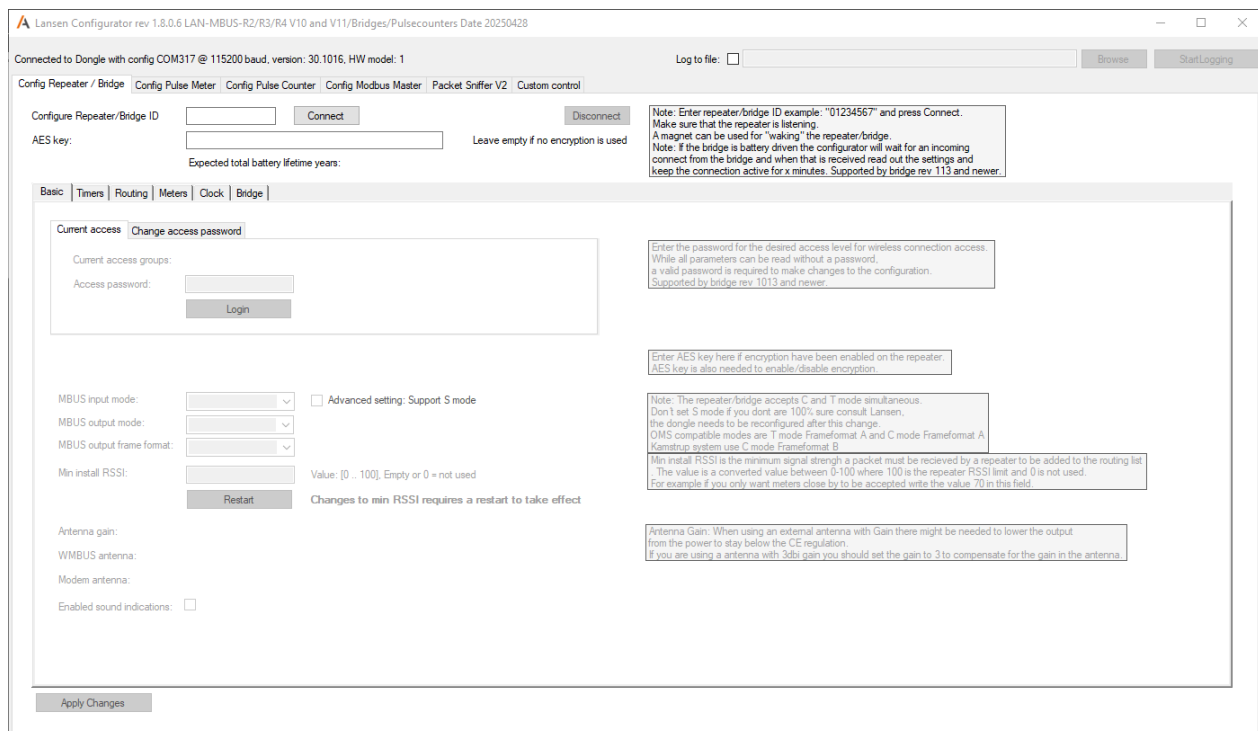 Lansen Configurator rev 1.8.0.6 LAN-MBUS-R2/R3/R4 V10 and V11/Bridges/Pulsecounters Date 20250428
Connected to Dongle with config COM317 @ 115200 baud, version: 30.1016, HW model: 1
Log to file:
Browse
StartLogging
Config Repeater / Bridge
Config Pulse Meter
Config Pulse Counter
Config Modbus Master
Packet Sniffer V2
Custom control
Configure Repeater/Bridge ID
Connect
Disconnect
AES key:
Leave empty if no encryption is used
Expected total battery lifetime years:
Note: Enter repeater/bridge ID example: "01234567" and press Connect.
Make sure that the repeater is listening.
A magnet can be used for "waking" the repeater/bridge.
Note: If the bridge is battery driven the configurator will wait for an incoming
connect from the bridge and when that is received read out the settings and
keep the connection active for x minutes. Supported by bridge rev 113 and newer.
Basic
Timers
Routing
Meters
Clock
Bridge
Current access
Change access password
Current access groups:
Access password:
Login
Enter the password for the desired access level for wireless connection access.
While all parameters can be read without a password,
a valid password is required to make changes to the configuration.
Supported by bridge rev 1013 and newer.
Enter AES key here if encryption have been enabled on the repeater.
AES key is also needed to enable/disable encryption.
MBUS input mode:
Advanced setting: Support S mode
MBUS output mode:
MBUS output frame format:
Min install RSSI:
Value: [0 .. 100], Empty or 0 = not used
Restart
Changes to min RSSI requires a restart to take effect
Note: The repeater/bridge accepts C and T mode simultaneous.
Don't set S mode if you dont are 100% sure consult Lansen,
the dongle needs to be reconfigured after this change.
OMS compatible modes are T mode Frameformat A and C mode Frameformat A
Kamstrup system use C mode Frameformat B
Min install RSSI is the minimum signal strengh a packet must be recieved by a repeater to be added to the routing list
. The value is a converted value between 0-100 where 100 is the repeater RSSI limit and 0 is not used.
For example if you only want meters close by to be accepted write the value 70 in this field.
Antenna gain:
WMBUS antenna:
Modem antenna:
Enabled sound indications:
Antenna Gain: When using an external antenna with Gain there might be needed to lower the output
from the power to stay below the CE regulation.
If you are using a antenna with 3dbi gain you should set the gain to 3 to compensate for the gain in the antenna.
Apply Changes